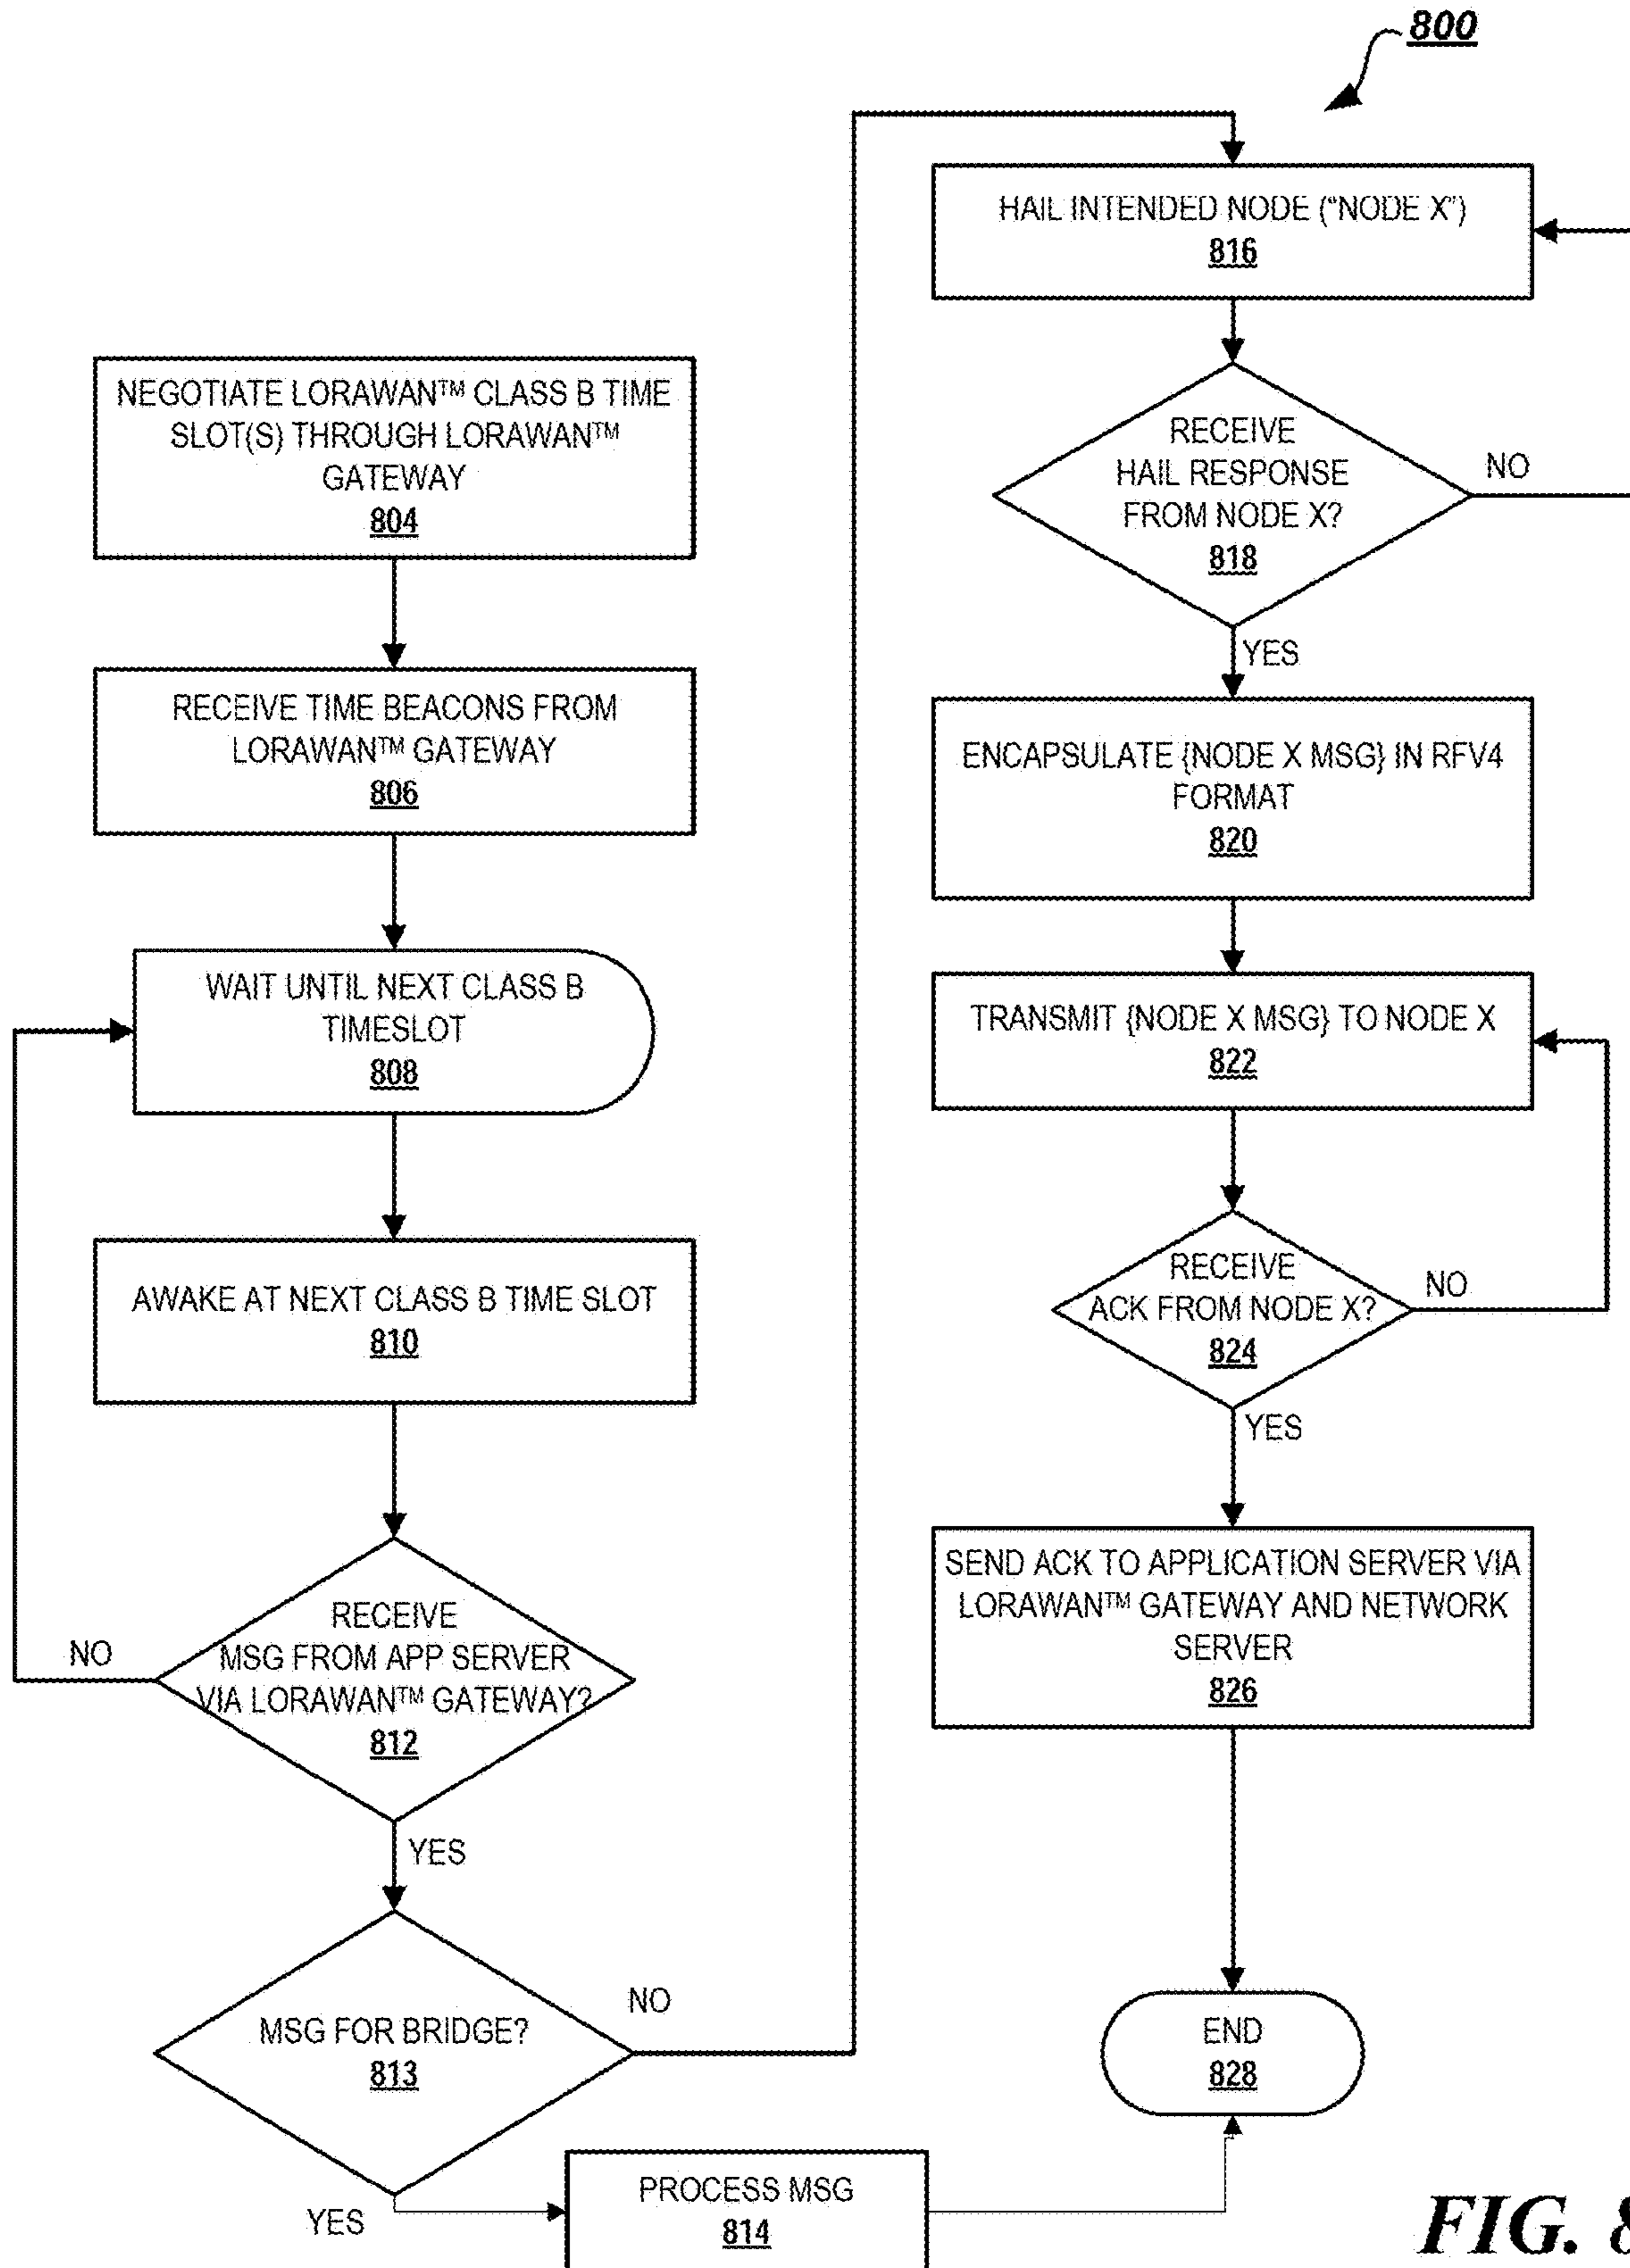 800
NEGOTIATE LORAWAN™ CLASS B TIME
SLOT(S) THROUGH LORAWAN™
GATEWAY
804
RECEIVE TIME BEACONS FROM
LORAWAN™ GATEWAY
806
WAIT UNTIL NEXT CLASS B
TIMESLOT
808
AWAKE AT NEXT CLASS B TIME SLOT
810
RECEIVE
MSG FROM APP SERVER
VIA LORAWAN™ GATEWAY?
812
NO
YES
MSG FOR BRIDGE?
813
NO
YES
PROCESS MSG
814
HAIL INTENDED NODE (“NODE X”)
816
RECEIVE
HAIL RESPONSE
FROM NODE X?
818
NO
YES
ENCAPSULATE {NODE X MSG} IN RFV4
FORMAT
820
TRANSMIT {NODE X MSG} TO NODE X
822
RECEIVE
ACK FROM NODE X?
824
NO
YES
SEND ACK TO APPLICATION SERVER VIA
LORAWAN™ GATEWAY AND NETWORK
SERVER
826
END
828
FIG. 8